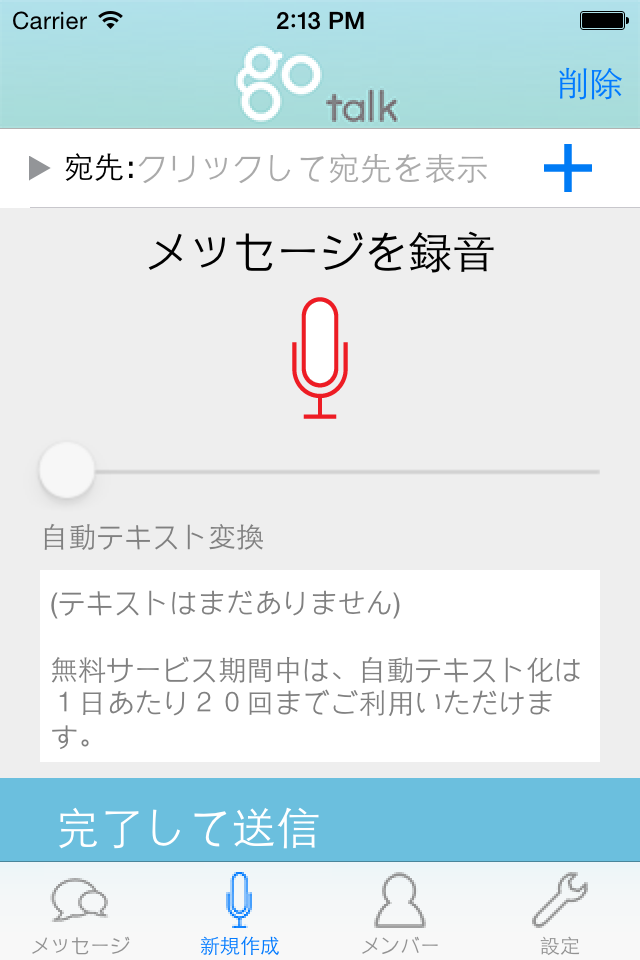 Carrier 2:13 PM
go talk
削除
宛先:クリックして宛先を表示
メッセージを録音
自動テキスト変換
(テキストはまだありません)
無料サービス期間中は、自動テキスト化は
１日あたり２０回までご利用いただけま
す。
完了して送信
メッセージ 新規作成 メンバー 設定